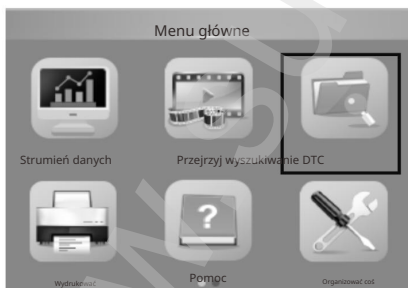 Menu główne
Strumień danych
Przejrzyj wyszukiwanie DTC
Wydrukować
Pomoc
Organizować coś